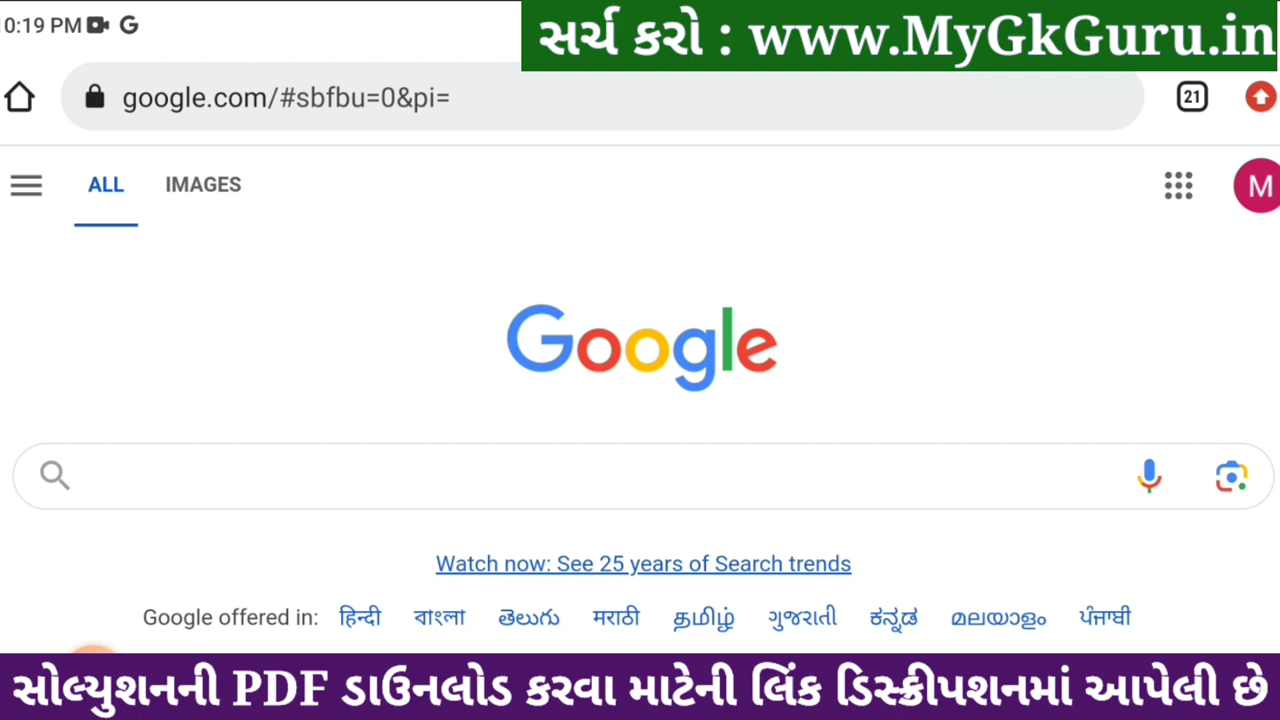 0:19 PM G
સર્ચ કરો : www.MyGkGuru.in
google.com/#sbfbu=0&pi=
21
ALL IMAGES
M
Google
Watch now: See 25 years of Search trends
Google offered in: हिन्दी বাংলা తెలుగు मराठी தமிழ் ગુજરાતી ಕನ್ನಡ മലയാളം ਪੰਜਾਬੀ
સોલ્યુશનની PDF ડાઉનલોડ કરવા માટેની લિંક ડિસ્ક્રીપશનમાં આપેલી છે